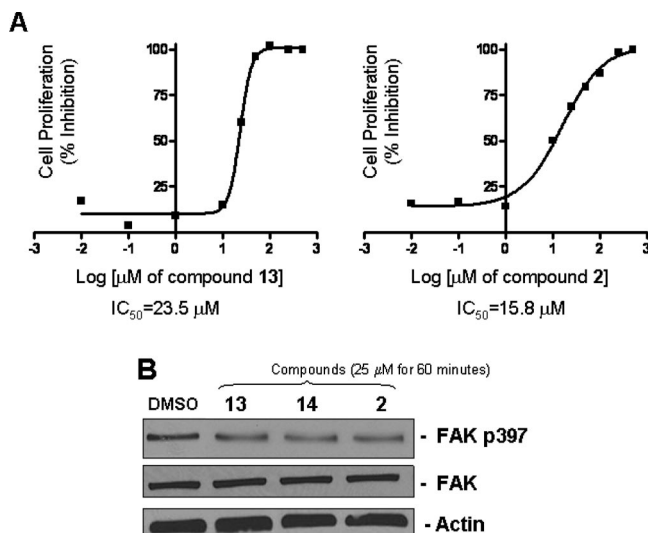 A
Cell Proliferation
(% Inhibition)
100
75
50
25
-3 -2 -1 0 1 2 3
Log [µM of compound 13]
IC50=23.5 µM
Cell Proliferation
(% Inhibition)
100
75
50
25
-3 -2 -1 0 1 2 3
Log [µM of compound 2]
IC50=15.8 µM
B
Compounds (25 µM for 60 minutes)
DMSO 13 14 2
- FAK p397
- FAK
- Actin